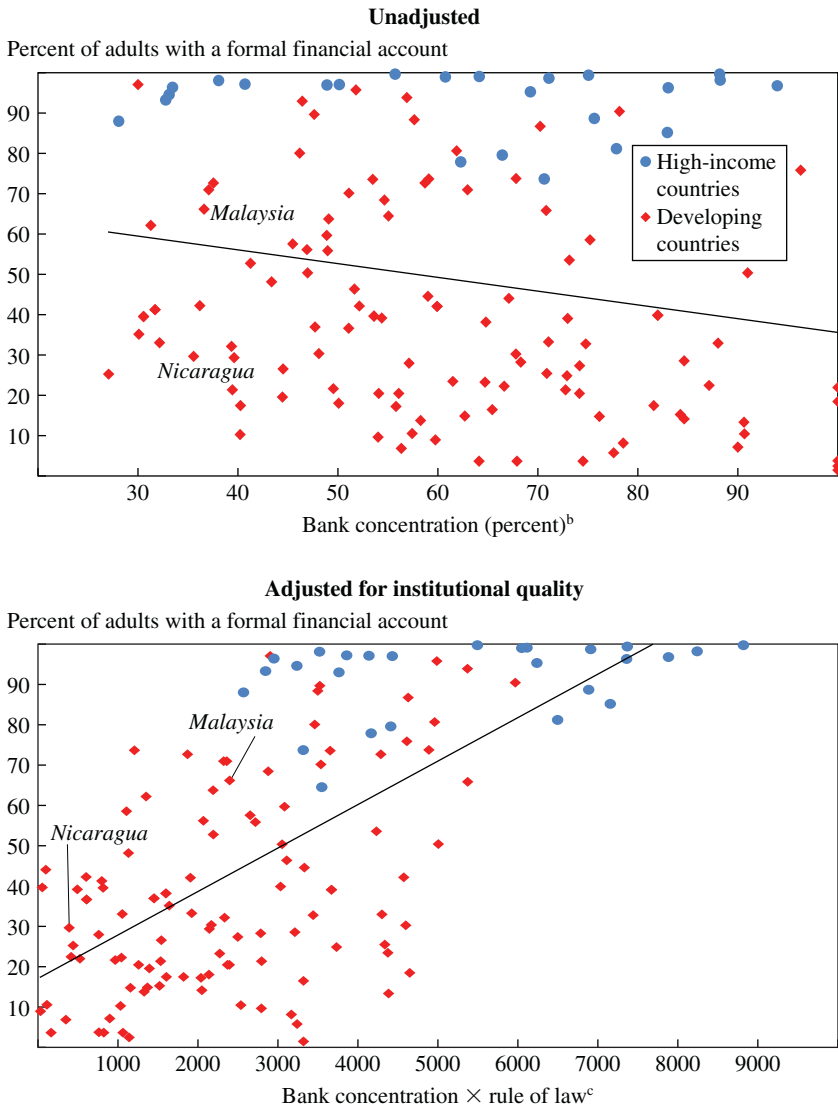 Unadjusted
Percent of adults with a formal financial account
90
80
70
60
50
40
30
20
10
Malaysia
Nicaragua
High-income
countries
Developing
countries
30 40 50 60 70 80 90
Bank concentration (percent)ᵇ
Adjusted for institutional quality
Percent of adults with a formal financial account
90
80
70
60
50
40
30
20
10
Malaysia
Nicaragua
1000 2000 3000 4000 5000 6000 7000 8000 9000
Bank concentration × rule of lawᶜ